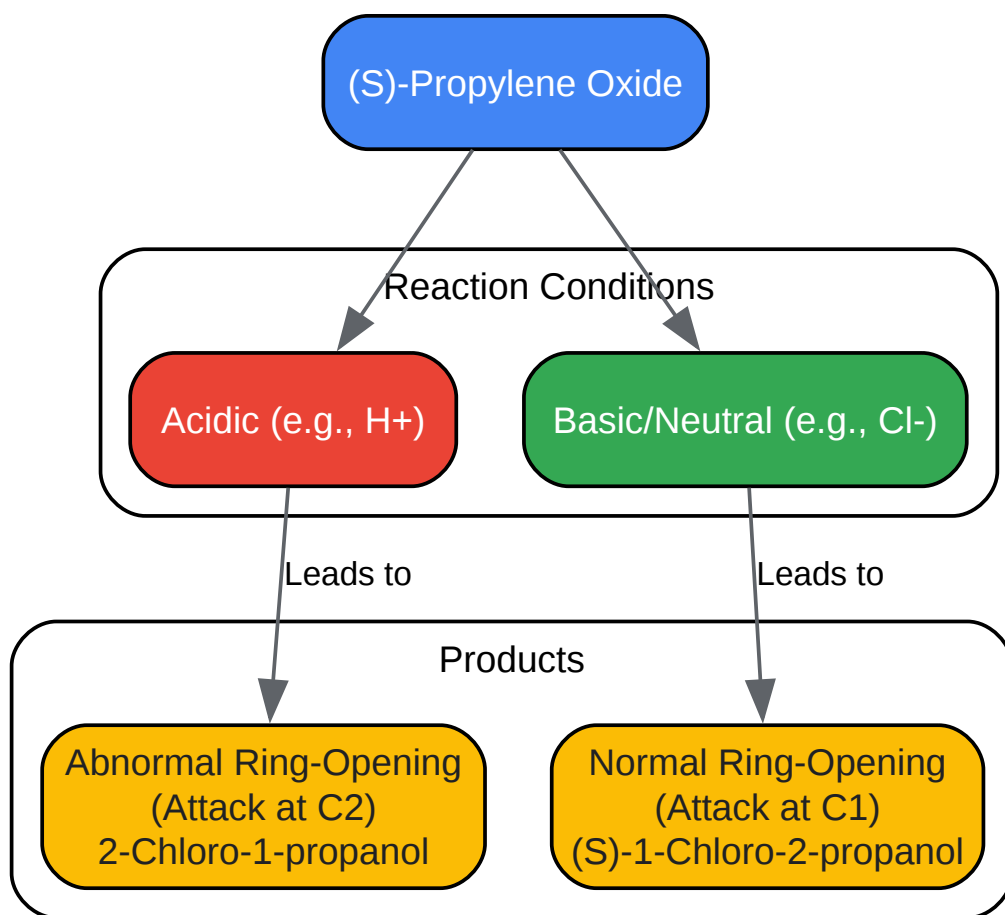 (S)-Propylene Oxide
Reaction Conditions
Acidic (e.g., H+)
Basic/Neutral (e.g., Cl-)
Leads to
Leads to
Products
Abnormal Ring-Opening
(Attack at C2)
2-Chloro-1-propanol
Normal Ring-Opening
(Attack at C1)
(S)-1-Chloro-2-propanol